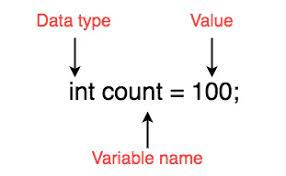 Data type Value
int count = 100;
Variable name